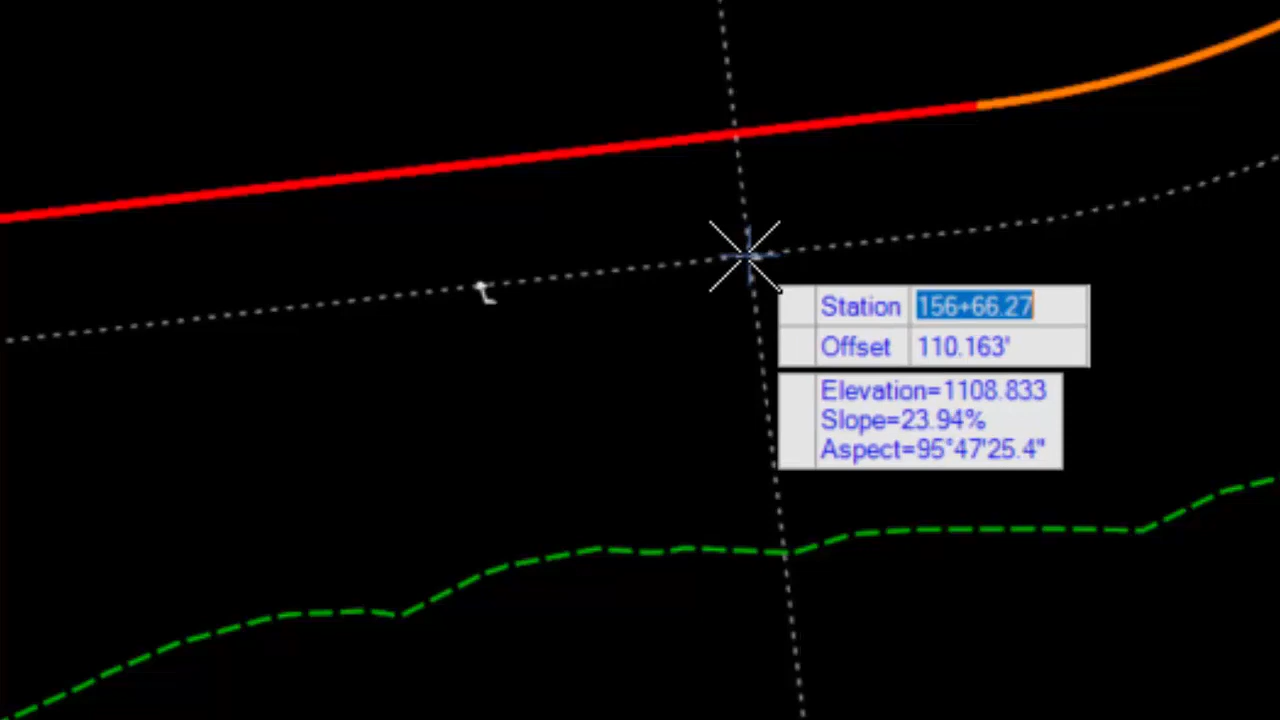 Station 156+66.27
Offset 110.163'
Elevation=1108.833
Slope=23.94%
Aspect=95°47'25.4"